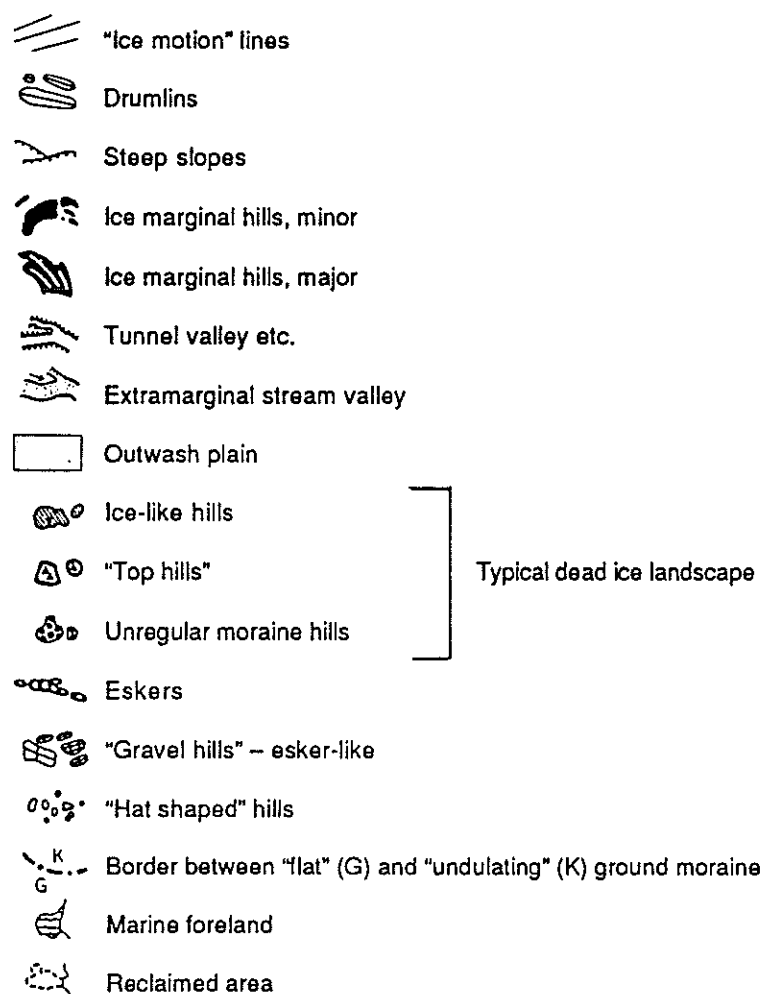 "Ice motion" lines
Drumlins
Steep slopes
Ice marginal hills, minor
Ice marginal hills, major
Tunnel valley etc.
Extramarginal stream valley
Outwash plain
Ice-like hills
"Top hills"
Typical dead ice landscape
Unregular moraine hills
Eskers
"Gravel hills" – esker-like
"Hat shaped" hills
K
G
Border between "flat" (G) and "undulating" (K) ground moraine
Marine foreland
Reclaimed area